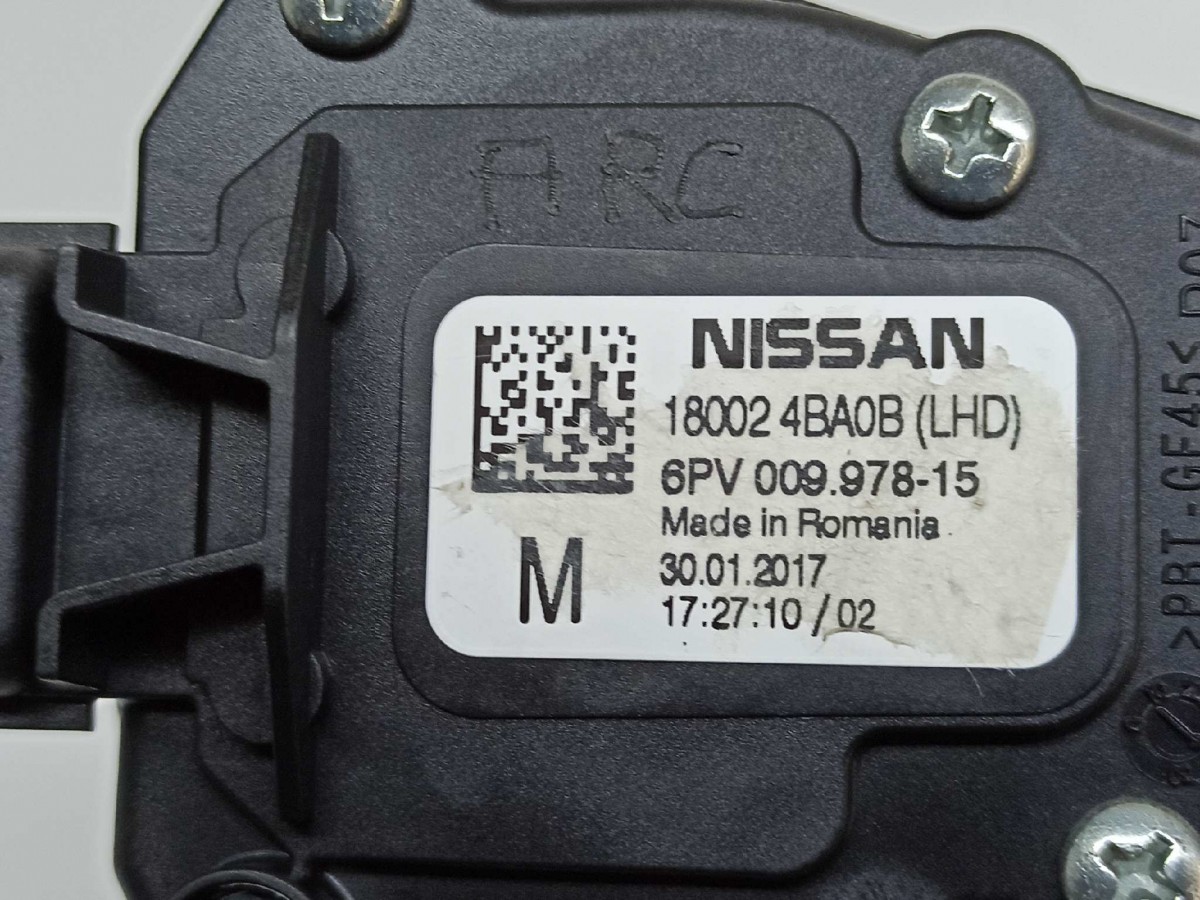 ARC
NISSAN
18002 4BA0B (LHD)
6PV 009.978-15
Made in Romania
30.01.2017
M
17:27:10 / 02
>PBT-GF45<